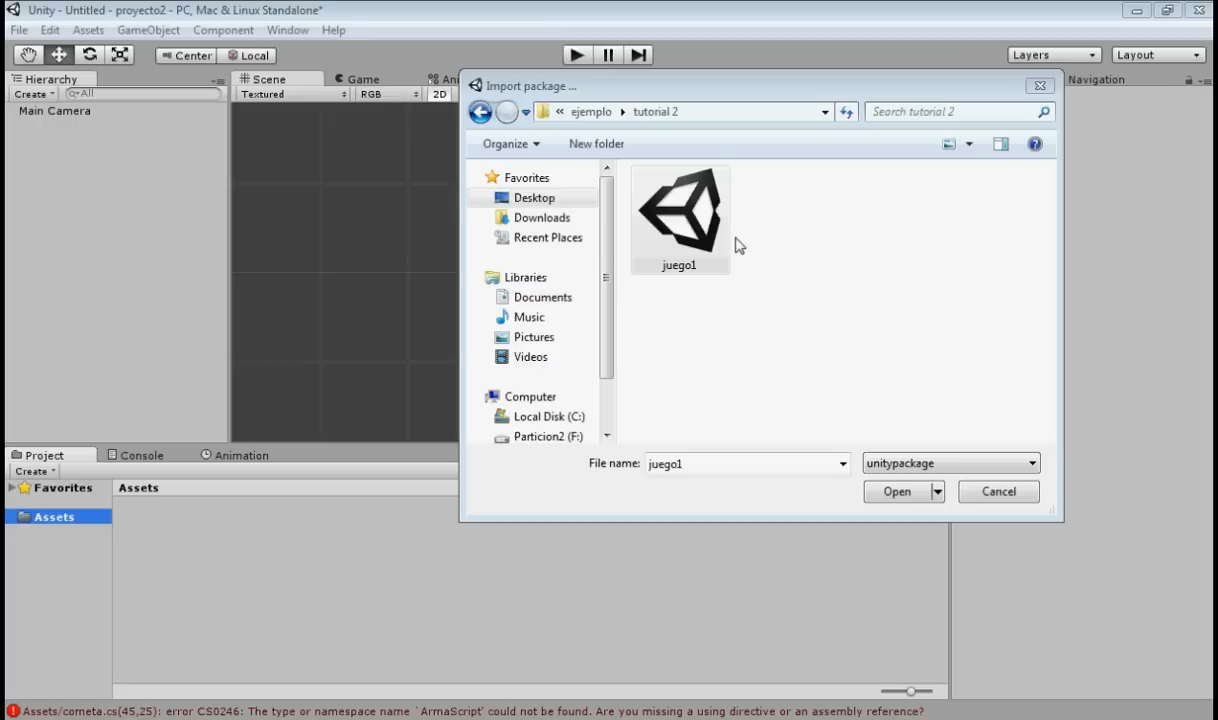 Unity - Untitled - proyecto2 - PC, Mac & Linux Standalone*
File Edit Assets GameObject Component Window Help
Center Local Layers Layout
Hierarchy Scene Game Navigation
Create All Textured RGB 2D
Main Camera
Import package ...
« ejemplo tutorial 2 Search tutorial 2
Organize New folder
Favorites
Desktop
Downloads
Recent Places
Libraries
Documents
Music
Pictures
Videos
Computer
Local Disk (C:)
Particion2 (F:)
juego1
File name: juego1 unitypackage
Open Cancel
Project Console Animation
Create
Favorites Assets
Assets
Assets/cometa.cs(45,25): error CS0246: The type or namespace name `ArmaScript' could not be found. Are you missing a using directive or an assembly reference?